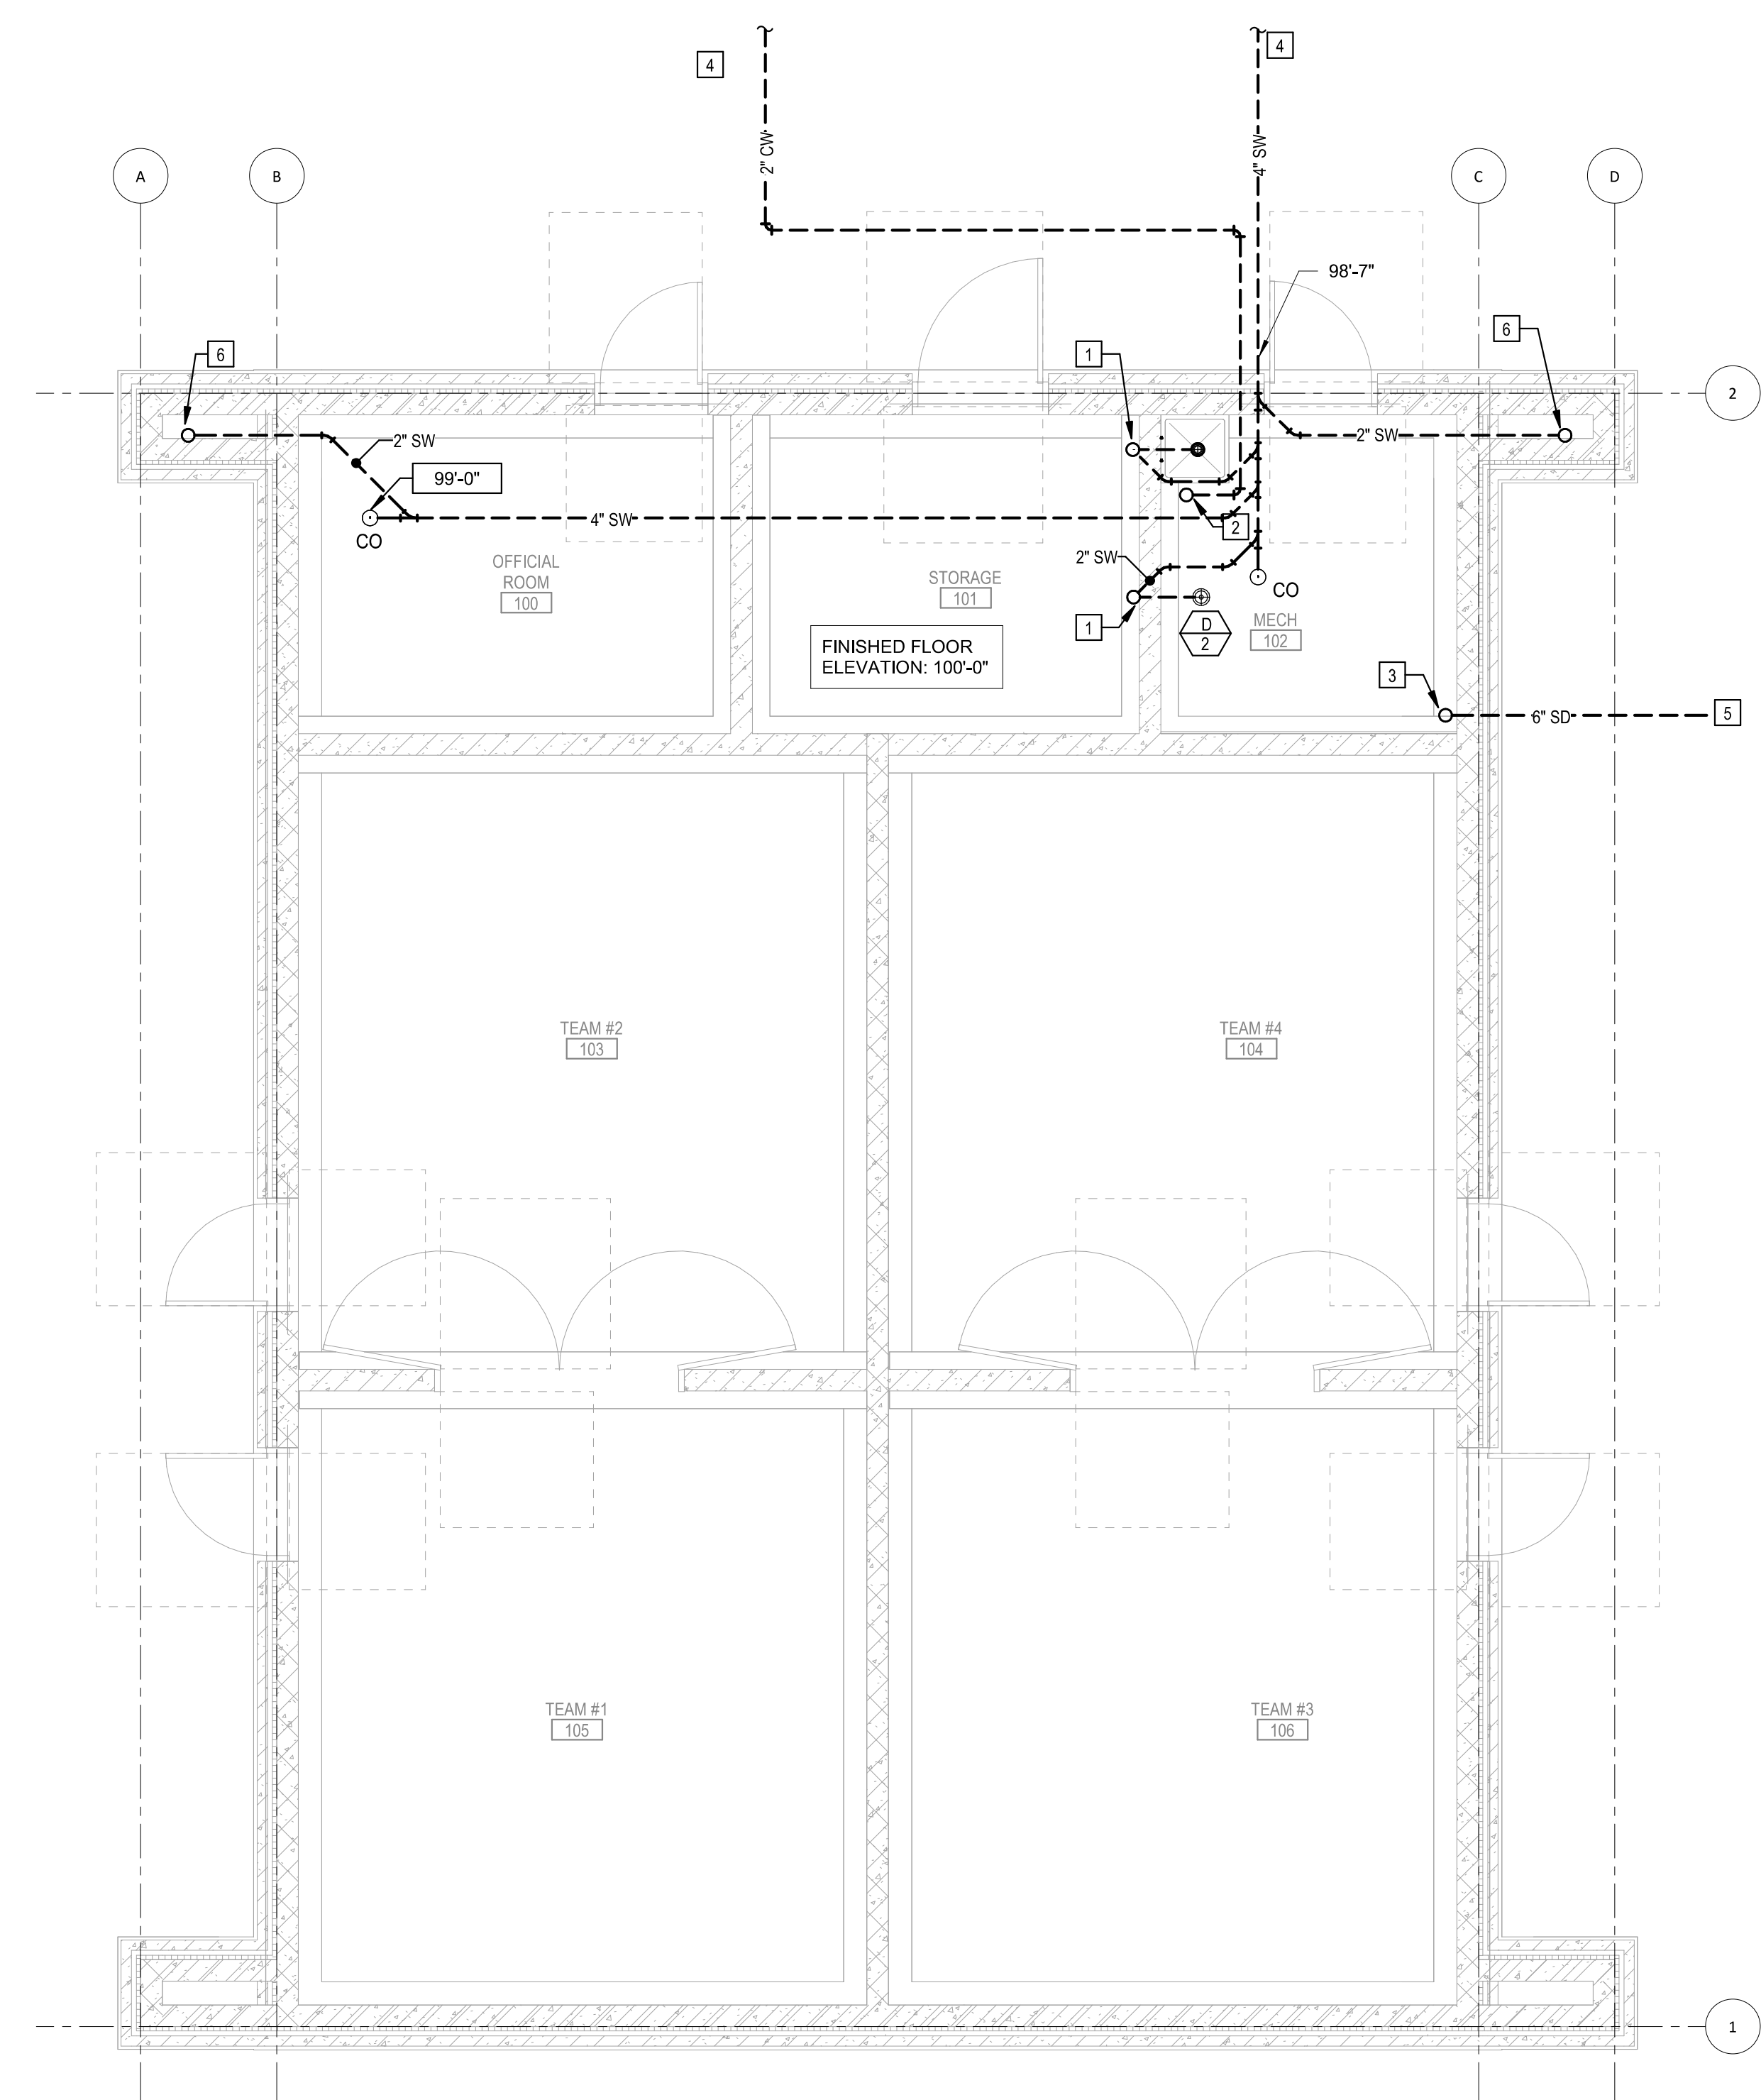 4
4
2" CW
4" SW
A
B
C
D
98'-7"
6
1
6
2
2" SW
2" SW
99'-0"
4" SW
2
CO
2" SW
OFFICIAL
ROOM
100
STORAGE
101
CO
1
D
2
MECH
102
FINISHED FLOOR
ELEVATION: 100'-0"
3
6" SD
5
TEAM #2
103
TEAM #4
104
TEAM #1
105
TEAM #3
106
1